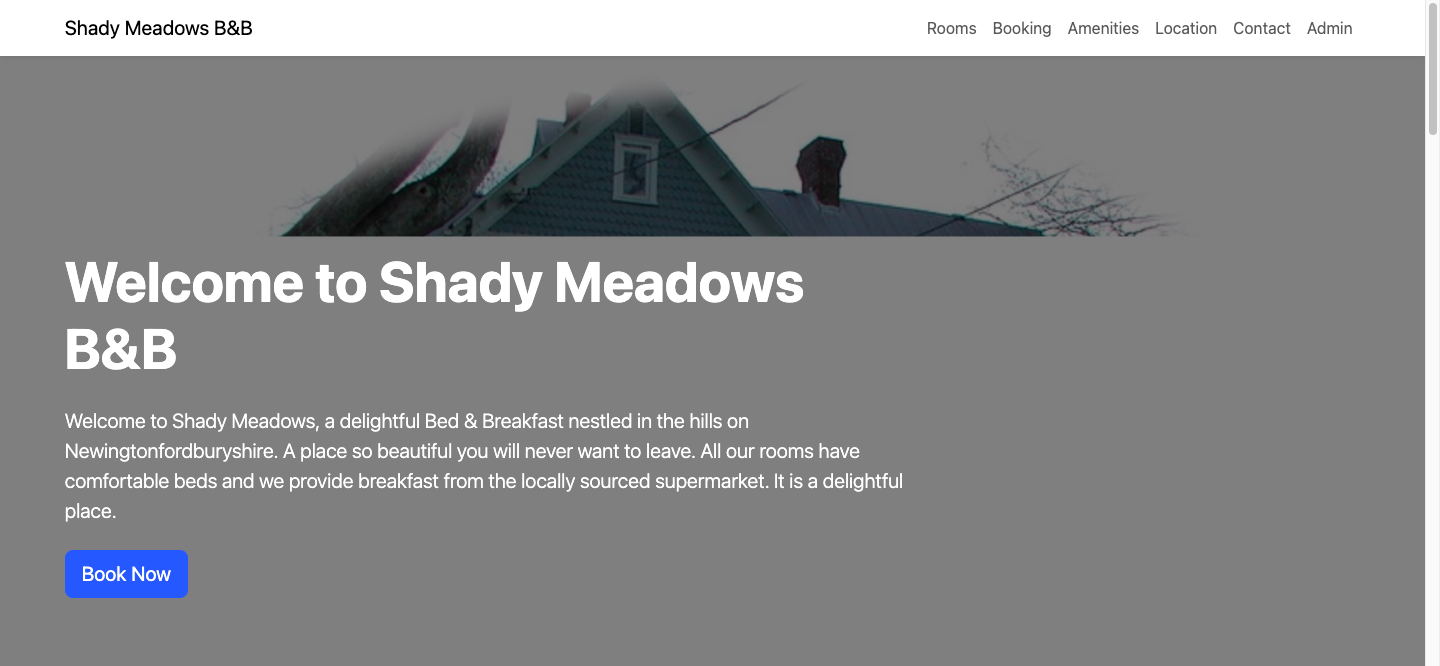 Shady Meadows B&B
Rooms Booking Amenities Location Contact Admin
Welcome to Shady Meadows
B&B
Welcome to Shady Meadows, a delightful Bed & Breakfast nestled in the hills on
Newingtonfordburyshire. A place so beautiful you will never want to leave. All our rooms have
comfortable beds and we provide breakfast from the locally sourced supermarket. It is a delightful
place.
Book Now